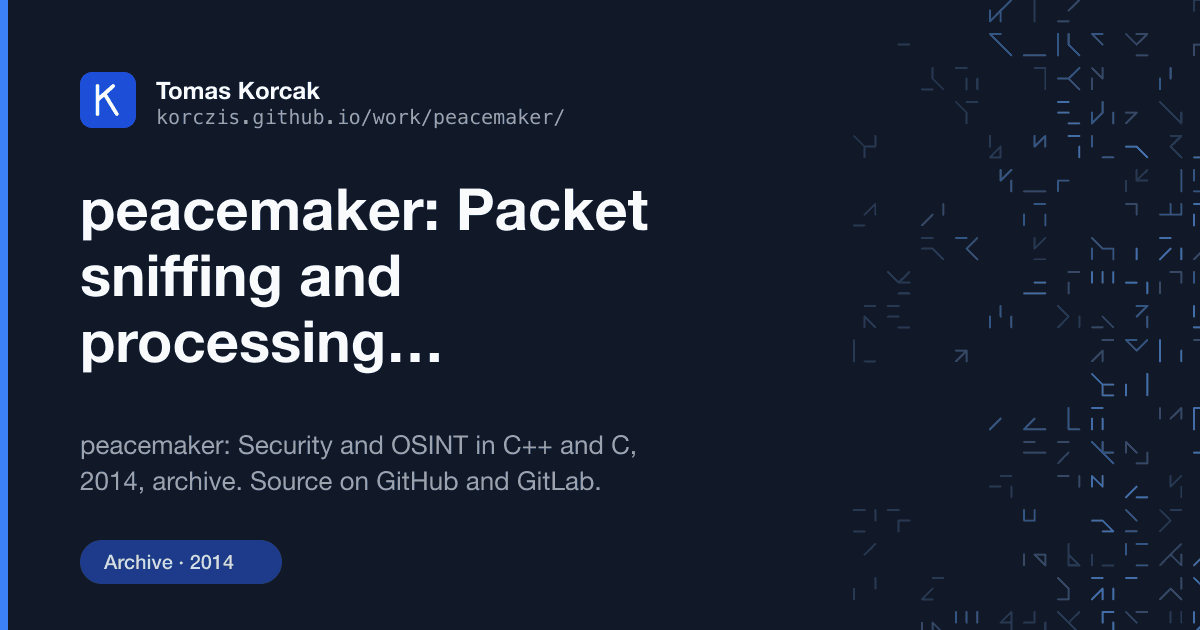 K
Tomas Korcak
korczis.github.io/work/peacemaker/
peacemaker: Packet
sniffing and
processing…
peacemaker: Security and OSINT in C++ and C,
2014, archive. Source on GitHub and GitLab.
Archive · 2014